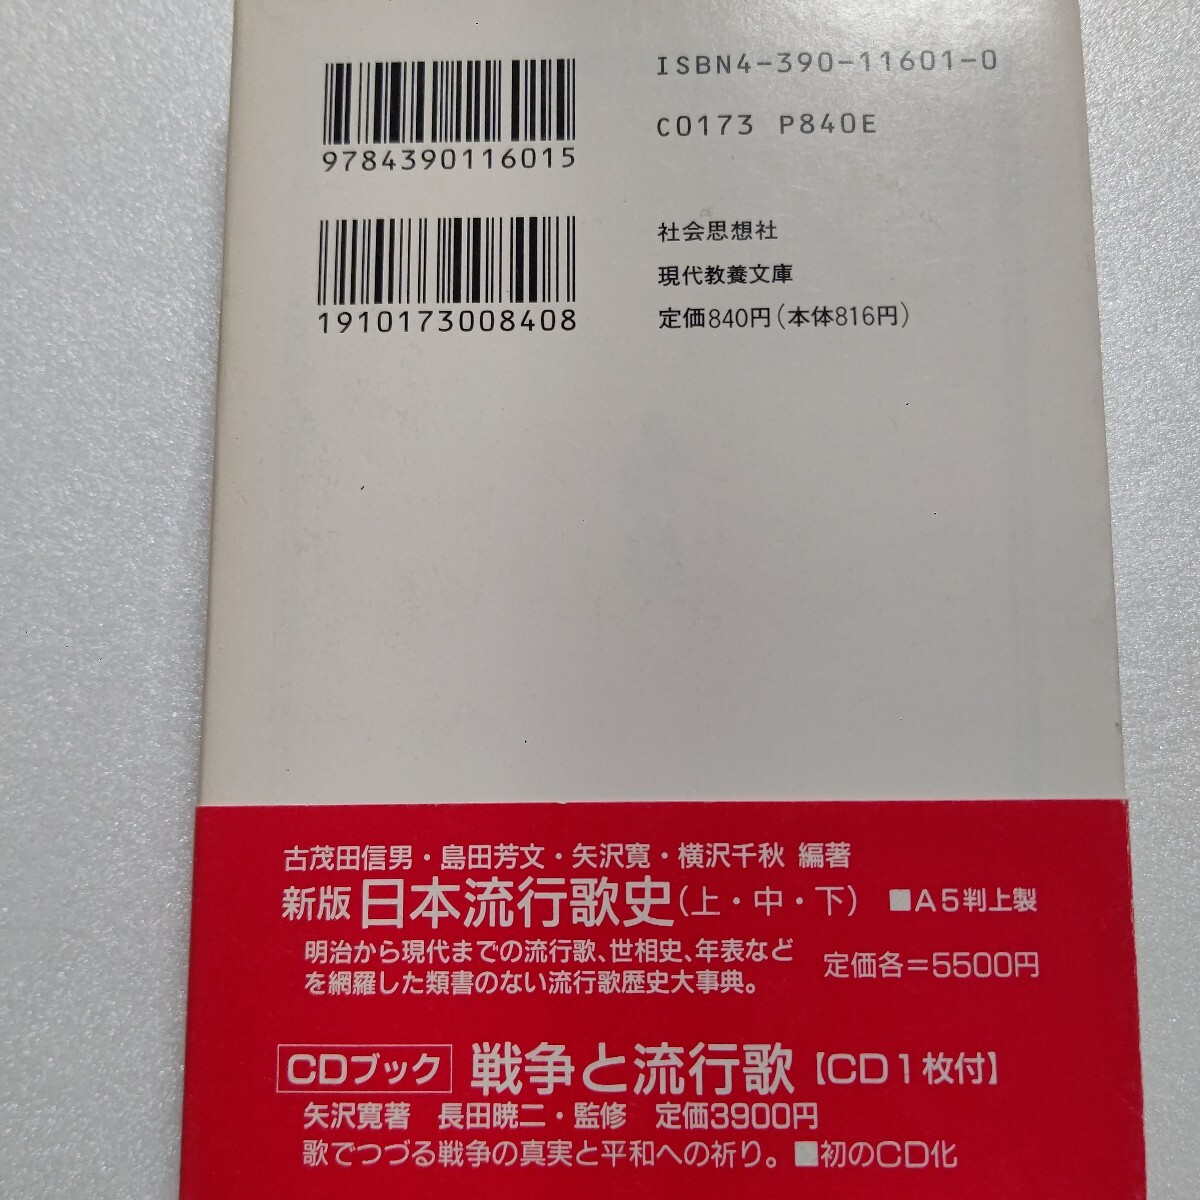 9784390116015
1910173008408
ISBN4-390-11601-0
C0173 P840E
社会思想社
現代教養文庫
定価840円(本体816円)
古茂田信男・島田芳文・矢沢寛・横沢千秋 編著
新版 日本流行歌史(上・中・下) ■A5判上製
明治から現代までの流行歌、世相史、年表など
を網羅した類書のない流行歌歴史大事典。
定価各=5500円
CDブック 戦争と流行歌【CD1枚付】
矢沢寛著 長田暁二・監修 定価3900円
歌でつづる戦争の真実と平和への祈り。■初のCD化